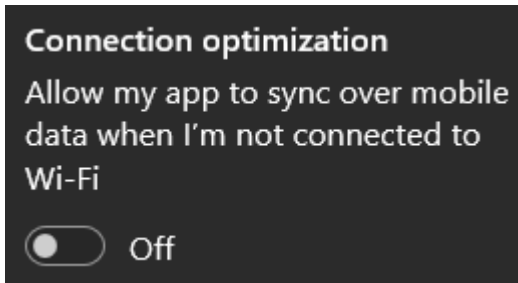 Connection optimization
Allow my app to sync over mobile
data when I’m not connected to
Wi-Fi
Off